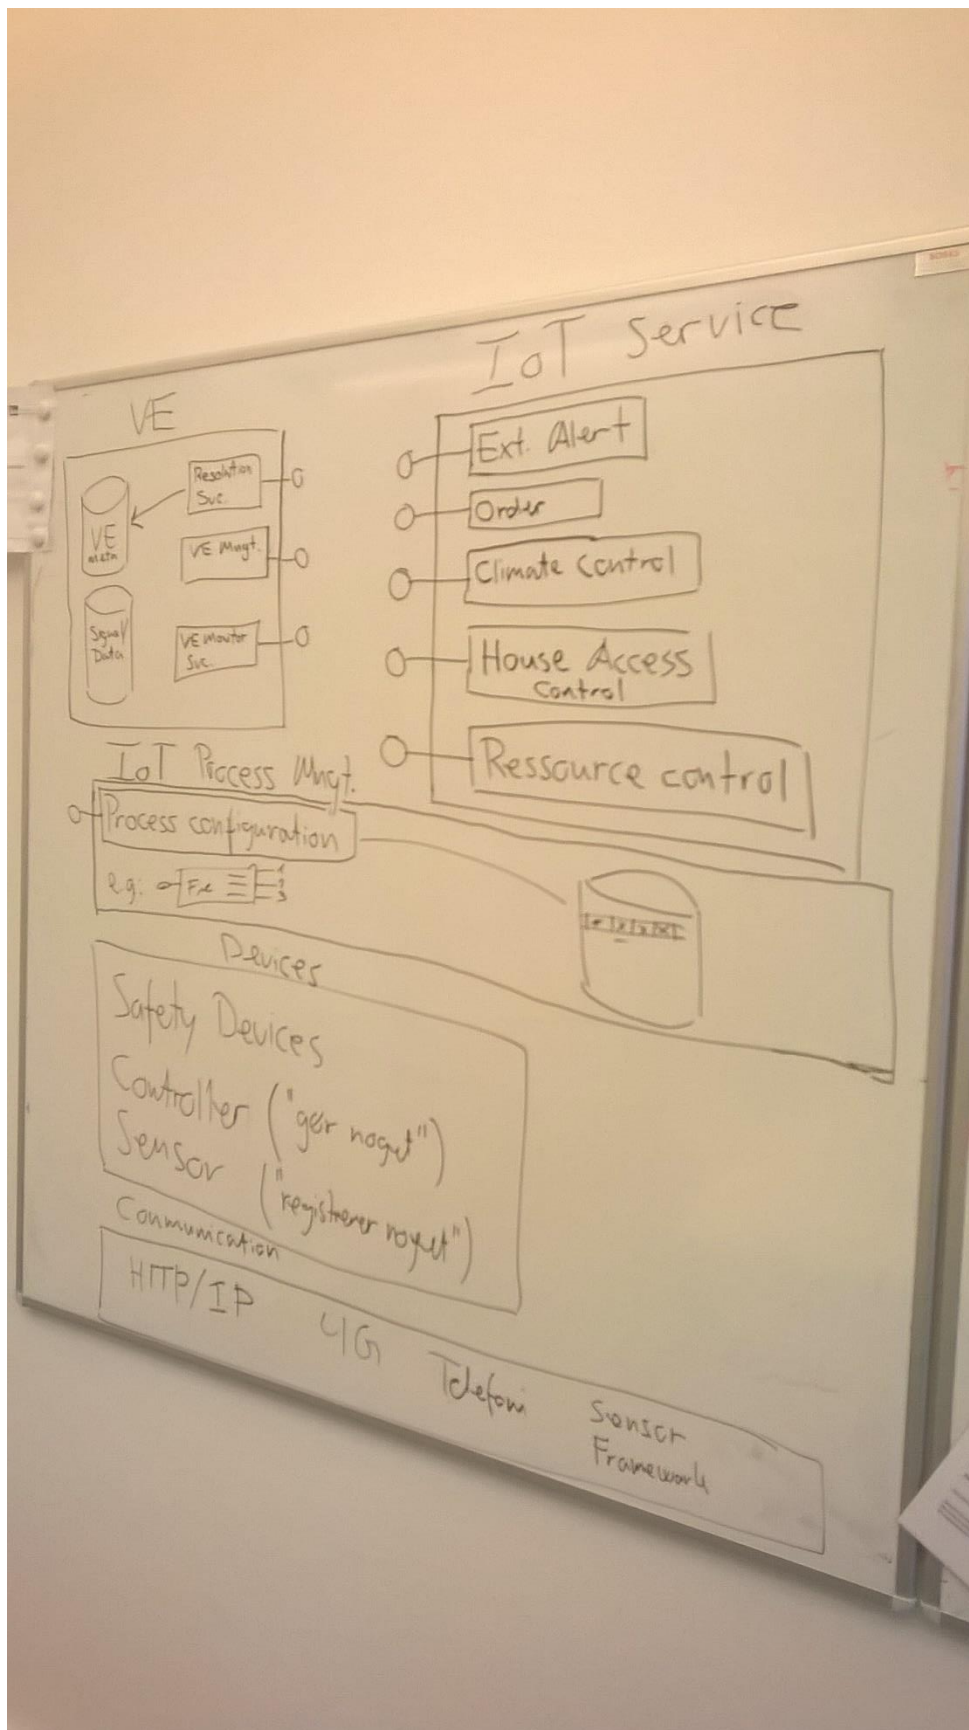 IoT Service
VE
Ext. Alert
Order
Climate Control
House Access
Control
Ressource control
Resolution
Svc.
VE
meta
VE Mngt.
Signal/
Data
VE Monitor
Svc.
IoT Process Mngt.
Process configuration
e.g:
Devices
Safety Devices
Controller ("gør noget")
Sensor ("registrerer noget")
Communication
HTTP/IP
4G
Telefoni
Sensor
Framework